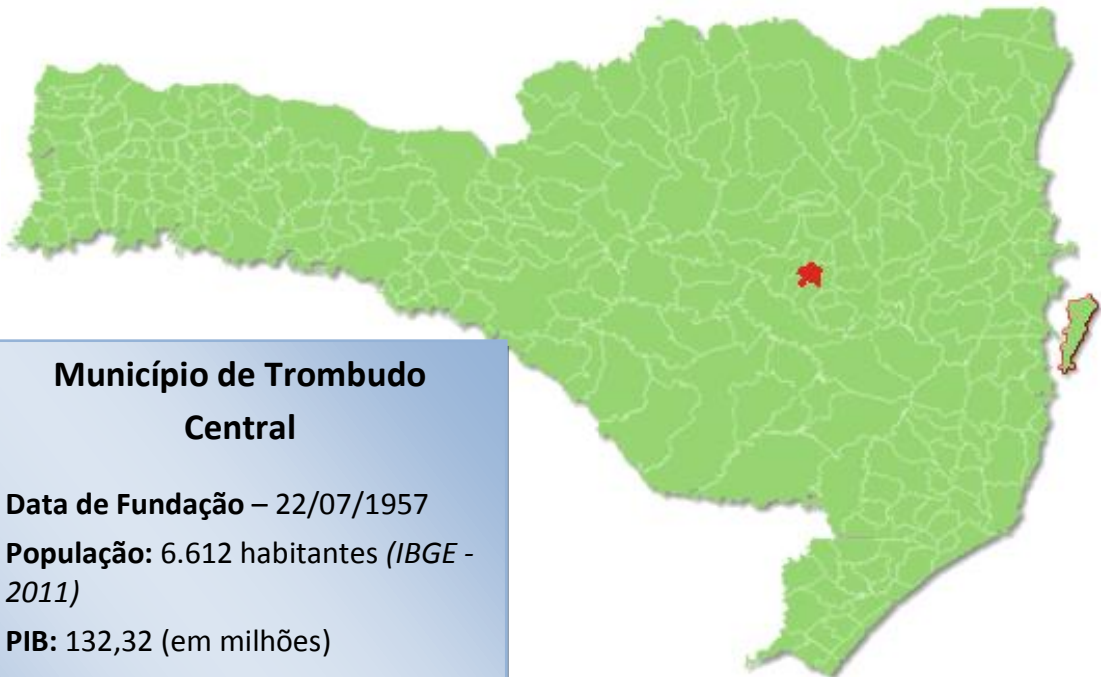 Município de Trombudo
Central
Data de Fundação – 22/07/1957
População: 6.612 habitantes (IBGE -
2011)
PIB: 132,32 (em milhões)